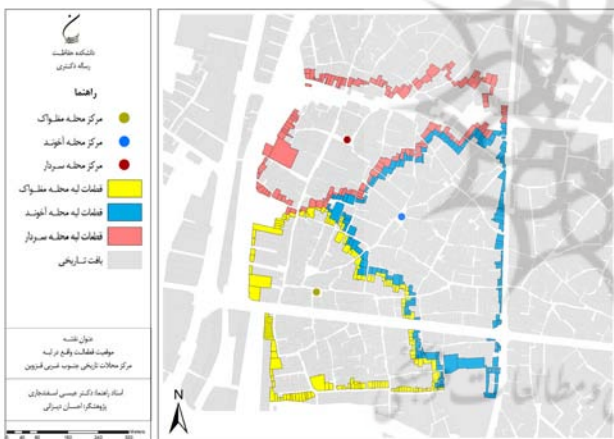 دانشکده حفاظت
رساله دکتری
راهنما
مرکز محله مغلواک
مرکز محله آخوند
مرکز محله سردار
قطعات لبه محله مغلواک
قطعات لبه محله آخوند
قطعات لبه محله سردار
بافت تاریخی
عنوان نقشه
موقعیت قطعات واقع در لبه
مرکز محلات تاریخی جنوب غربی قزوین
استاد راهنما: دکتر عیسی اسفنجاری
پژوهشگر: احسان دیزانی
N
و مطالعات